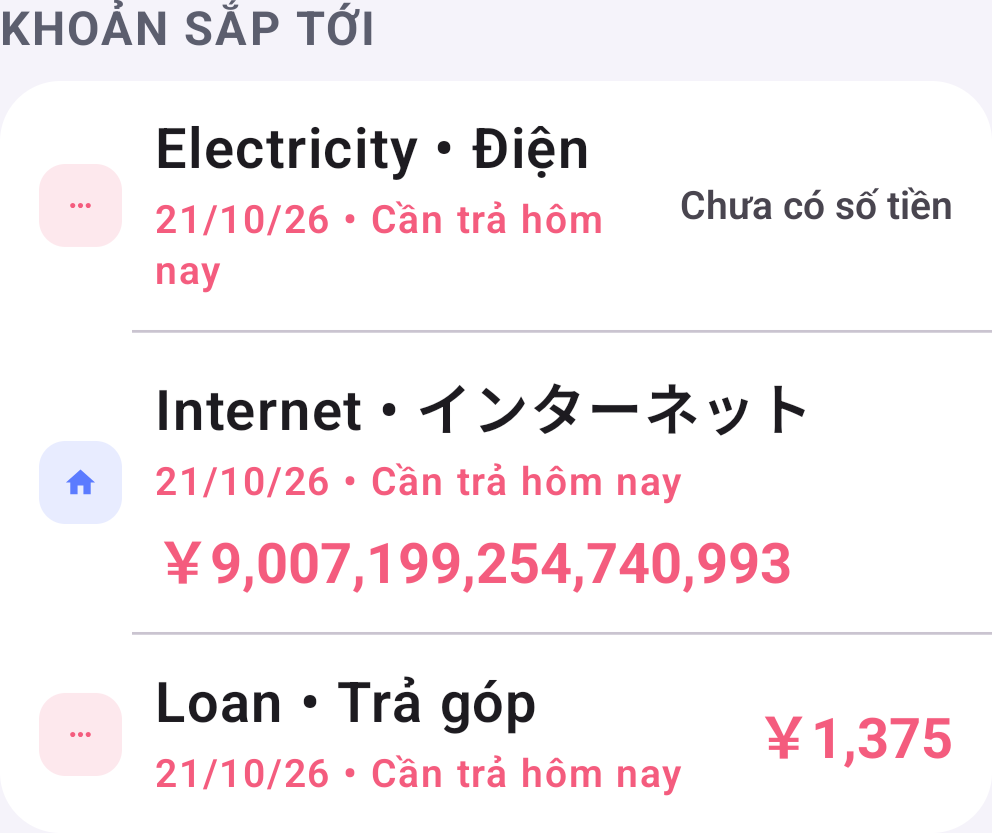 KHOẢN SẮP TỚI
Electricity • Điện
21/10/26 • Cần trả hôm
nay
Chưa có số tiền
Internet • インターネット
21/10/26 • Cần trả hôm nay
¥9,007,199,254,740,993
Loan • Trả góp
21/10/26 • Cần trả hôm nay
¥1,375